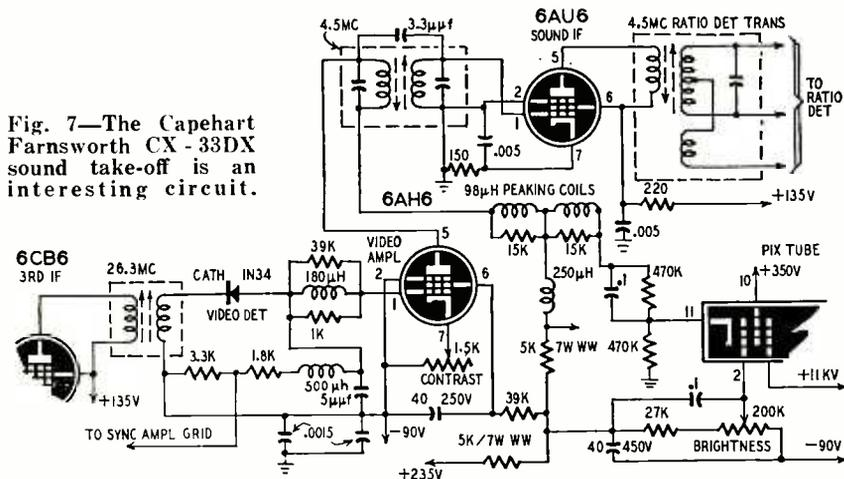 4.5MC
3.3μμf
6AU6
SOUND IF
4.5MC RATIO DET TRANS
5
2
1
6
7
TO
RATIO
DET
.005
150
220
+135V
.005
Fig. 7—The Capehart
Farnsworth CX-33DX
sound take-off is an
interesting circuit.
98μH PEAKING COILS
15K
15K
6AH6
VIDEO
AMPL
5
2
1
6
7
250μH
.1
470K
470K
PIX TUBE
10
+350V
11
2
+11KV
6CB6
3RD IF
26.3MC
CATH
IN34
VIDEO DET
39K
180μH
1K
1.5K
CONTRAST
5K
7W WW
3.3K
1.8K
500μh
5μμf
+135V
TO SYNC AMPL GRID
.0015
-90V
40
250V
39K
5K/7W WW
+235V
.1
27K
200K
BRIGHTNESS
40
450V
-90V